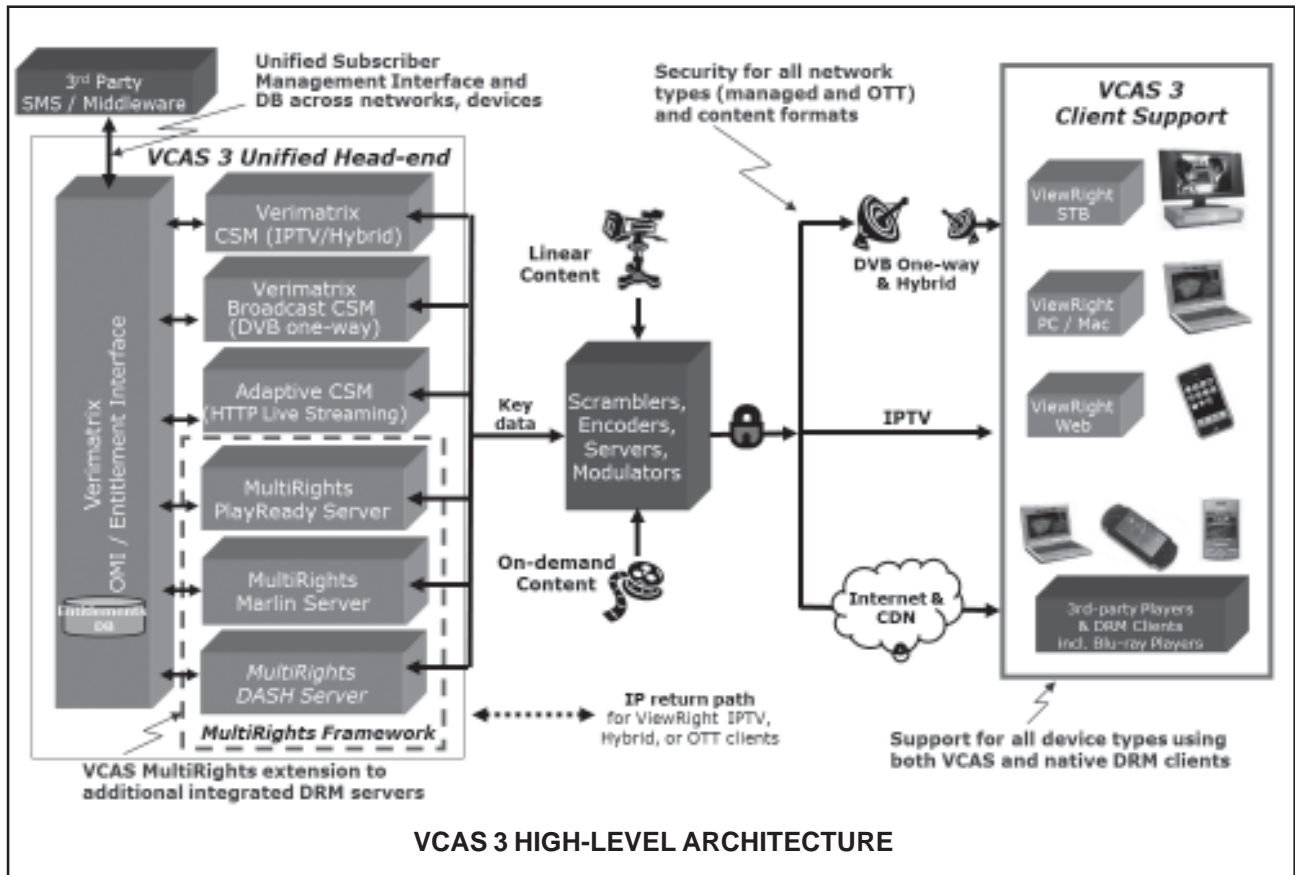 3rd Party
SMS / Middleware
Unified Subscriber
Management Interface and
DB across networks, devices
VCAS 3 Unified Head-end
Verimatrix
OMI / Entitlement Interface
Entitlements
DB
Verimatrix
CSM (IPTV/Hybrid)
Verimatrix
Broadcast CSM
(DVB one-way)
Adaptive CSM
(HTTP Live Streaming)
MultiRights
PlayReady Server
MultiRights
Marlin Server
MultiRights
DASH Server
MultiRights Framework
VCAS MultiRights extension to
additional integrated DRM servers
Key
data
Linear
Content
Scramblers,
Encoders,
Servers,
Modulators
On-demand
Content
IP return path
for ViewRight IPTV,
Hybrid, or OTT clients
Security for all network
types (managed and OTT)
and content formats
DVB One-way
& Hybrid
IPTV
Internet &
CDN
VCAS 3
Client Support
ViewRight
STB
ViewRight
PC / Mac
ViewRight
Web
3rd-party Players
& DRM Clients
incl. Blu-ray Players
Support for all device types using
both VCAS and native DRM clients
VCAS 3 HIGH-LEVEL ARCHITECTURE